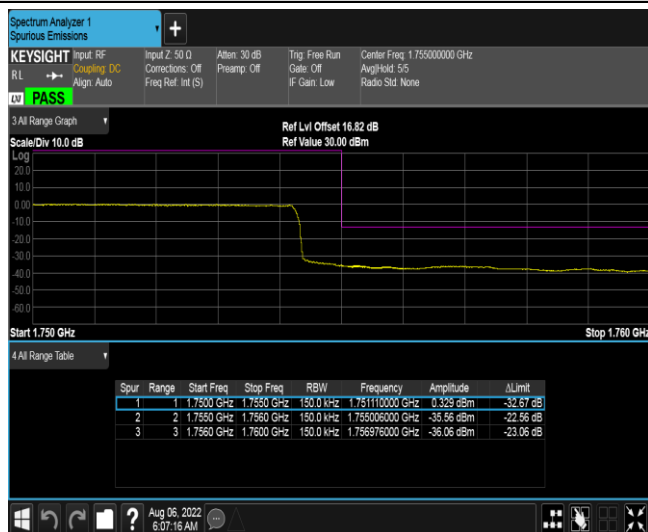 Spectrum Analyzer 1
Spurious Emissions
+
KEYSIGHT Input: RF Input Z: 50 Ω Atten: 30 dB Trig: Free Run Center Freq: 1.755000000 GHz
RL Coupling: DC Corrections: Off Preamp: Off Gate: Off Avg|Hold: 5/5
Align: Auto Freq Ref: Int (S) IF Gain: Low Radio Std: None
LXI PASS
3 All Range Graph
Ref Lvl Offset 16.82 dB
Scale/Div 10.0 dB Ref Value 30.00 dBm
Log
20.0
10.0
0.00
-10.0
-20.0
-30.0
-40.0
-50.0
-60.0
Start 1.750 GHz Stop 1.760 GHz
4 All Range Table
Spur Range Start Freq Stop Freq RBW Frequency Amplitude ΔLimit
1 1 1.7500 GHz 1.7550 GHz 150.0 kHz 1.751110000 GHz 0.329 dBm -32.67 dB
2 2 1.7550 GHz 1.7560 GHz 150.0 kHz 1.755006000 GHz -35.56 dBm -22.56 dB
3 3 1.7560 GHz 1.7600 GHz 150.0 kHz 1.756976000 GHz -36.06 dBm -23.06 dB
? Aug 06, 2022
6:07:16 AM